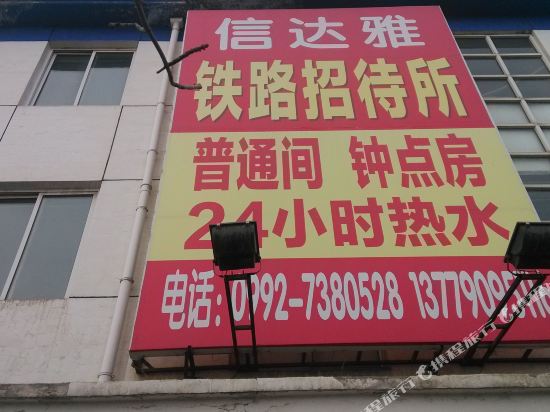 信达雅
铁路招待所
普通间 钟点房
24小时热水
电话:0992-7380528
携程旅行